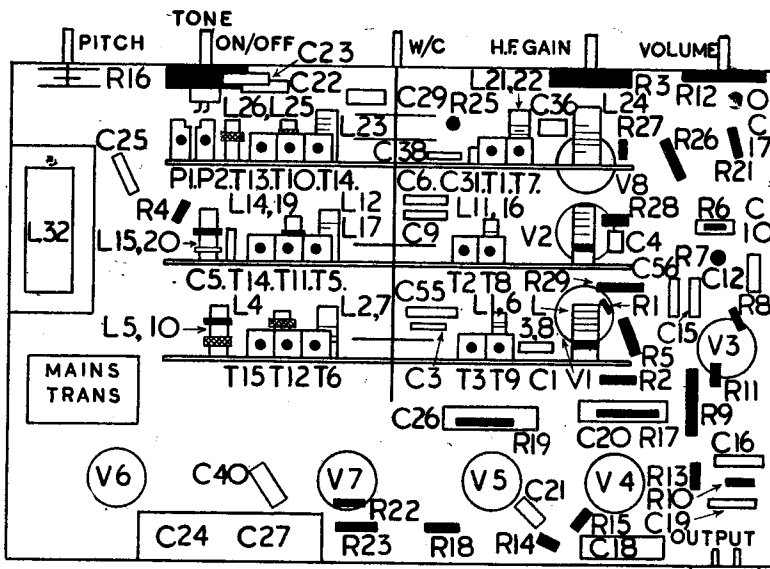 TONE
PITCH ON/OFF W/C H.F. GAIN VOLUME
C23
R16 C22 L21,22 R3 R12 C
L26, L25 C29 R25 C36 L24 17
L23 R27 R26 R21
C25 C38
P1. P2. T13. T10. T14. C6. C31. T1. T7. V8
R4 L14,19 L12 L11,16 R28 R6 C
L32 L17 C9 V2 C4 10
L15,20 R7
C5. T14. T11. T5. T2 T8 C56 C12
R29
L4 L2,7 C55 L1,6 L R1 R8
L5,10 3,8 C15
R5 V3
T15 T12 T6 C3 T3 T9 C1 V1 R2 R11
MAINS
TRANS
C26 R9
R19 C20 R17 C16
V6 C40 V7 V5 V4 R13
C21 R10
R22 R15 C19
C24 C27 R23 R18 R14 C18 OUTPUT